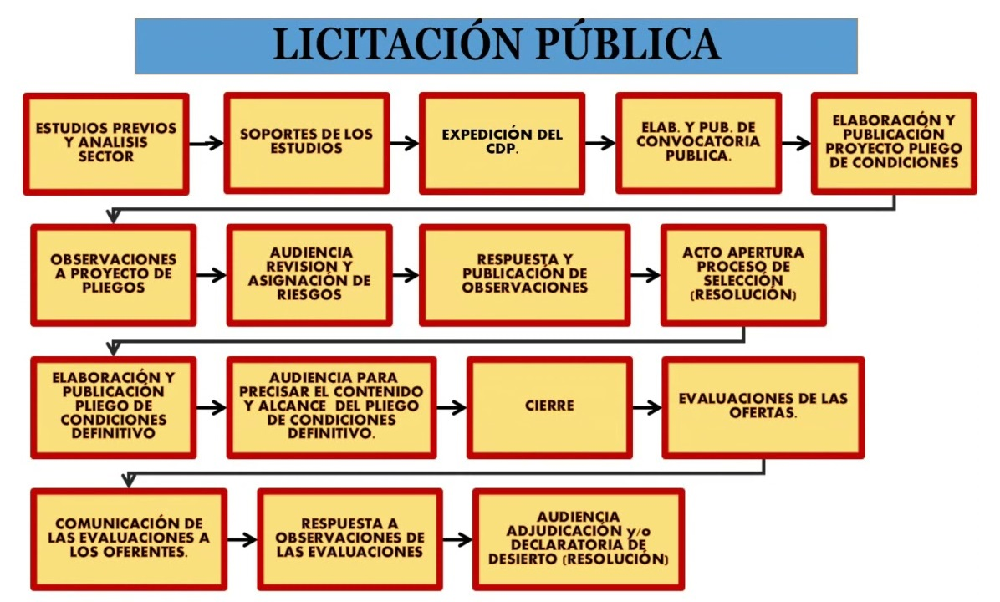 LICITACIÓN PÚBLICA
ESTUDIOS PREVIOS
Y ANALISIS
SECTOR
SOPORTES DE LOS
ESTUDIOS
EXPEDICIÓN DEL
CDP.
ELAB. Y PUB. DE
CONVOCATORIA
PUBLICA.
ELABORACIÓN Y
PUBLICACIÓN
PROYECTO PLIEGO
DE CONDICIONES
OBSERVACIONES
A PROYECTO DE
PLIEGOS
AUDIENCIA
REVISION Y
ASIGNACIÓN DE
RIESGOS
RESPUESTA Y
PUBLICACIÓN DE
OBSERVACIONES
ACTO APERTURA
PROCESO DE
SELECCIÓN
(RESOLUCIÓN)
ELABORACIÓN Y
PUBLICACIÓN
PLIEGO DE
CONDICIONES
DEFINITIVO
AUDIENCIA PARA
PRECISAR EL CONTENIDO
Y ALCANCE DEL PLIEGO
DE CONDICIONES
DEFINITIVO.
CIERRE
EVALUACIONES DE LAS
OFERTAS.
COMUNICACIÓN DE
LAS EVALUACIONES A
LOS OFERENTES.
RESPUESTA A
OBSERVACIONES DE
LAS EVALUACIONES
AUDIENCIA
ADJUDICACIÓN y/o
DECLARATORIA DE
DESIERTO (RESOLUCIÓN)